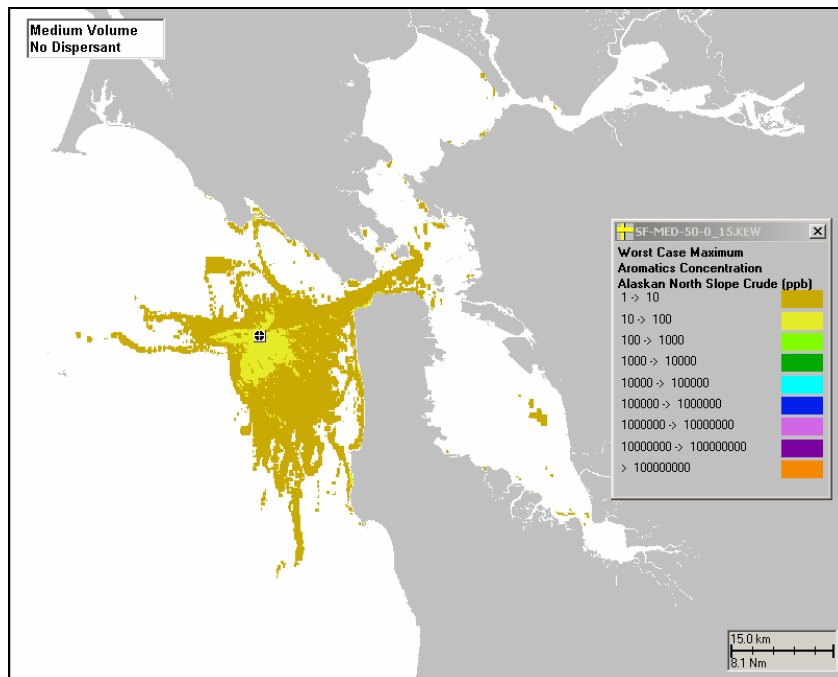 Medium Volume
No Dispersant
SF-MED-50-0_15.KEW
Worst Case Maximum
Aromatics Concentration
Alaskan North Slope Crude (ppb)
1 -> 10
10 -> 100
100 -> 1000
1000 -> 10000
10000 -> 100000
100000 -> 1000000
1000000 -> 10000000
10000000 -> 100000000
> 100000000
15.0 km
8.1 Nm